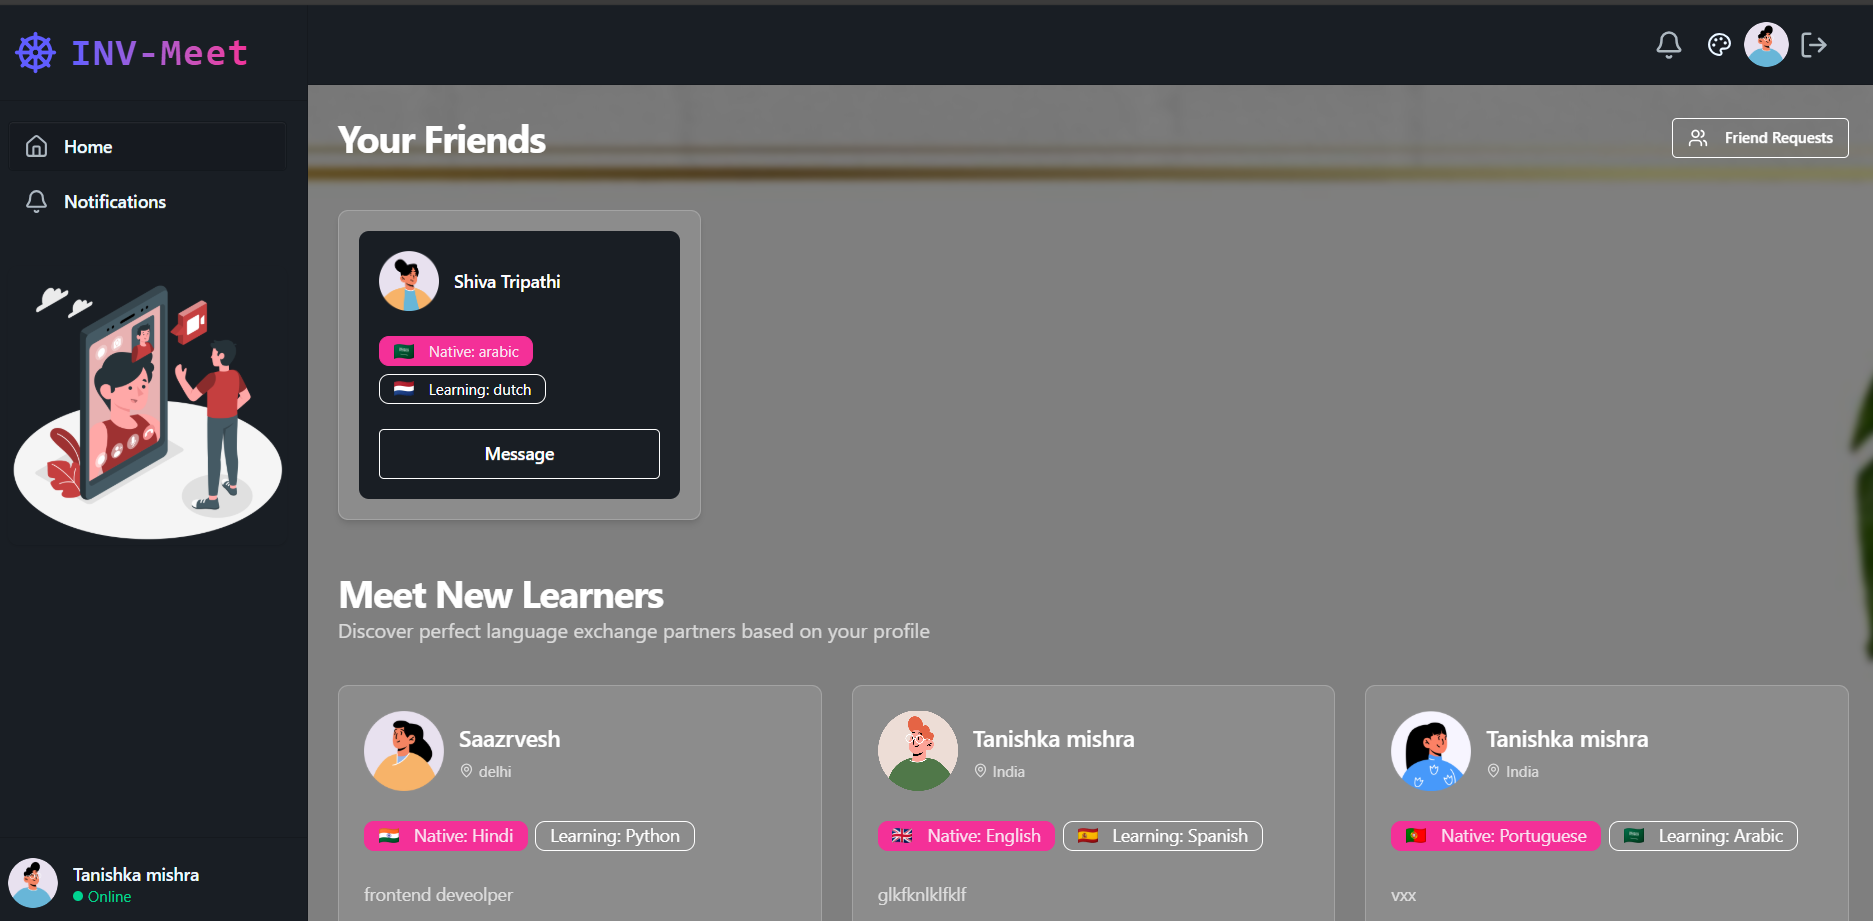 INV-Meet
Home
Notifications
Your Friends
Friend Requests
Shiva Tripathi
Native: arabic
Learning: dutch
Message
Meet New Learners
Discover perfect language exchange partners based on your profile
Saazrvesh
delhi
Native: Hindi
Learning: Python
frontend deveolper
Tanishka mishra
India
Native: English
Learning: Spanish
glkfknlklfklf
Tanishka mishra
India
Native: Portuguese
Learning: Arabic
vxx
Tanishka mishra
Online